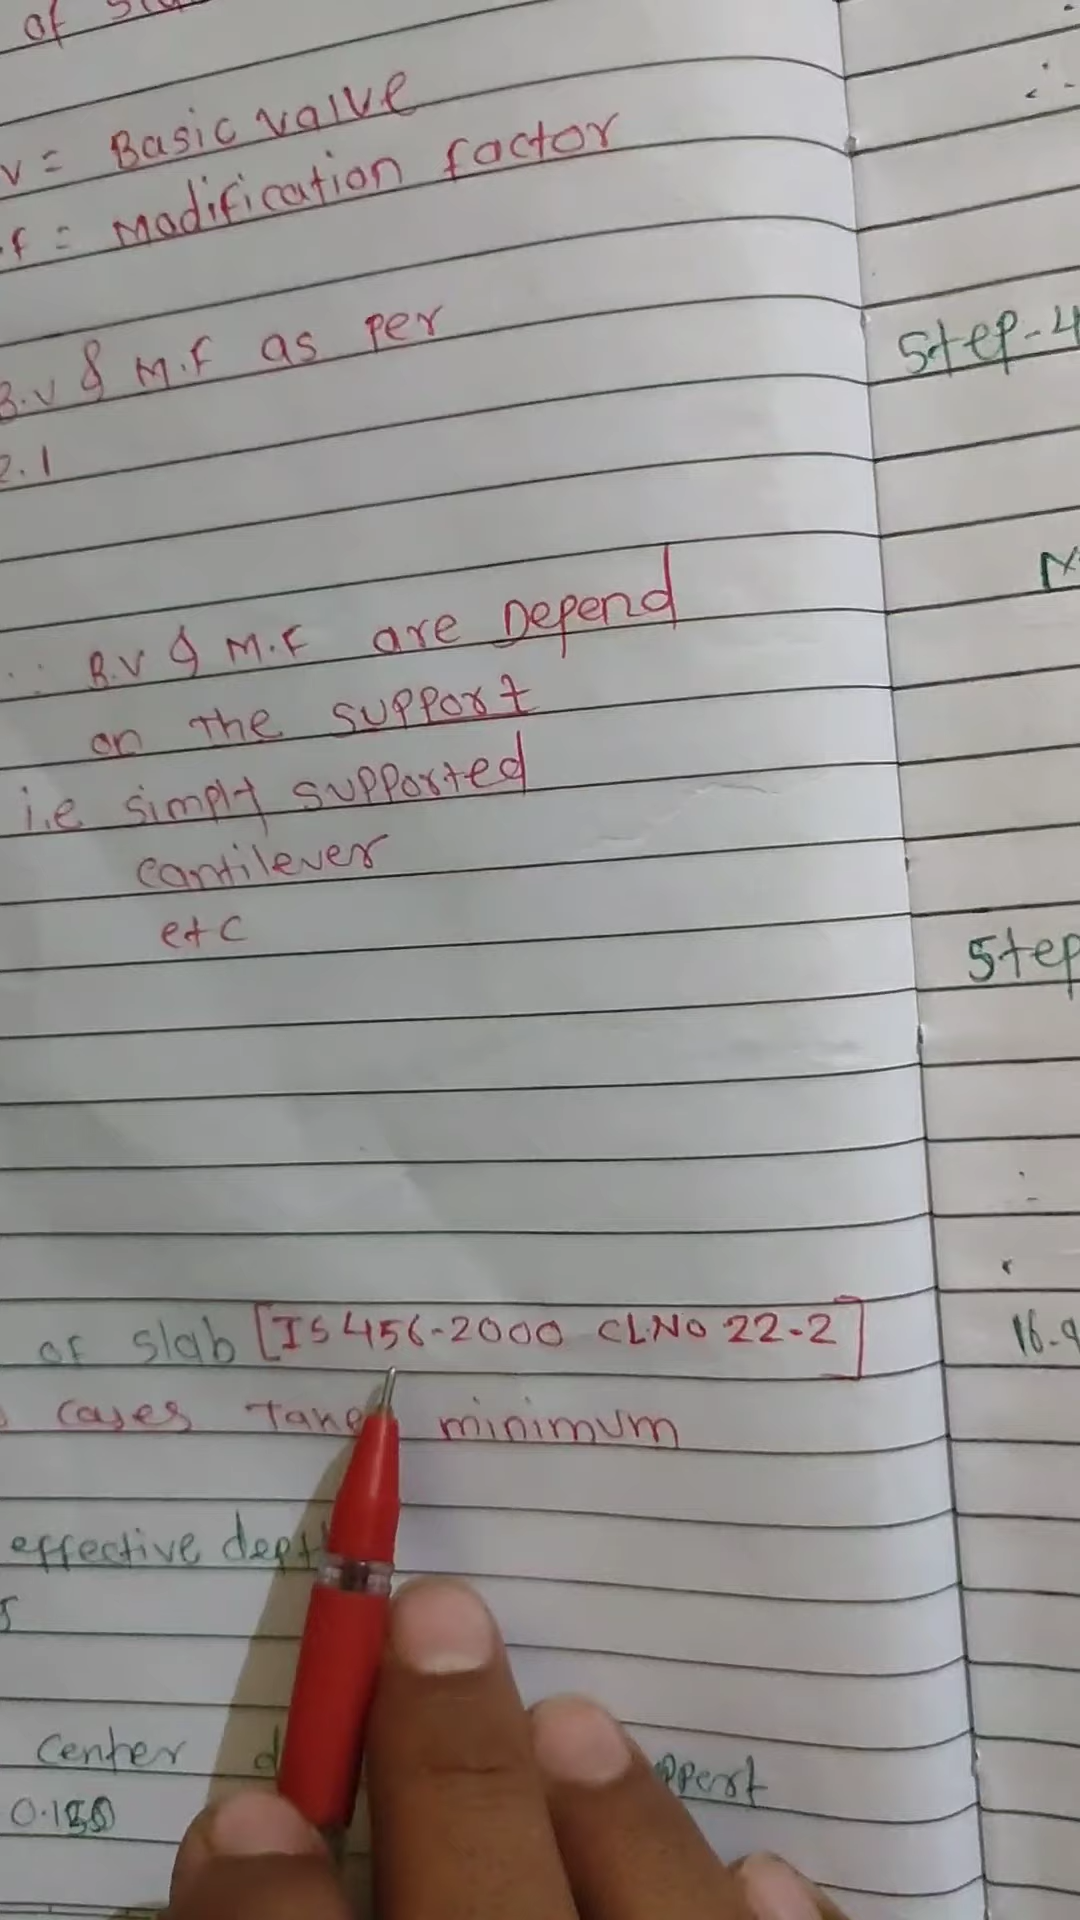 of
v = Basic value
.f = modification factor
B.v & M.F as per
2.1
∴ B.V & M.F are Depend
on the support
i.e simply supported
cantilever
etc
of slab [IS 456-2000 CL.NO 22-2]
cases Take minimum
effective dept
center d
pport
0.150
Step-4
Step
16.9